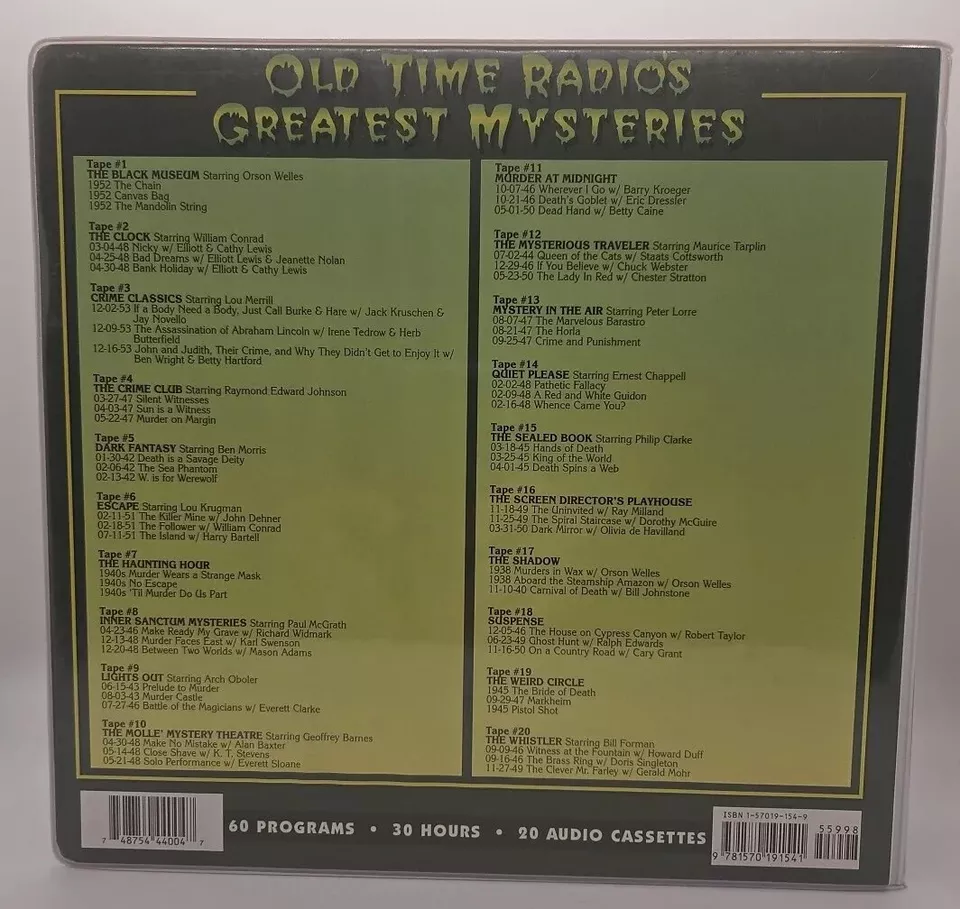 OLD TIME RADIO'S
GREATEST MYSTERIES
Tape #1
THE BLACK MUSEUM Starring Orson Welles
1952 The Chain
1952 Canvas Bag
1952 The Mandolin String
Tape #2
THE CLOCK Starring William Conrad
03-04-48 Nicky w/ Elliott & Cathy Lewis
04-25-48 Bad Dreams w/ Elliott Lewis & Jeanette Nolan
04-30-48 Bank Holiday w/ Elliott & Cathy Lewis
Tape #3
CRIME CLASSICS Starring Lou Merrill
12-02-53 If a Body Need a Body, Just Call Burke & Hare w/ Jack Kruschen &
Jay Novello
12-09-53 The Assassination of Abraham Lincoln w/ Irene Tedrow & Herb
Butterfield
12-16-53 John and Judith, Their Crime, and Why They Didn't Get to Enjoy It w/
Ben Wright & Betty Hartford
Tape #4
THE CRIME CLUB Starring Raymond Edward Johnson
03-27-47 Silent Witnesses
04-03-47 Sun is a Witness
05-22-47 Murder on Margin
Tape #5
DARK FANTASY Starring Ben Morris
01-30-42 Death is a Savage Deity
02-06-42 The Sea Phantom
02-13-42 W. is for Werewolf
Tape #6
ESCAPE Starring Lou Krugman
02-11-51 The Killer Mine w/ John Dehner
02-18-51 The Follower w/ William Conrad
07-11-51 The Island w/ Harry Bartell
Tape #7
THE HAUNTING HOUR
1940s Murder Wears a Strange Mask
1940s No Escape
1940s 'Til Murder Do Us Part
Tape #8
INNER SANCTUM MYSTERIES Starring Paul McGrath
04-23-46 Make Ready My Grave w/ Richard Widmark
12-13-48 Murder Faces East w/ Karl Swenson
12-20-48 Between Two Worlds w/ Mason Adams
Tape #9
LIGHTS OUT Starring Arch Oboler
06-15-43 Prelude to Murder
08-03-43 Murder Castle
07-27-46 Battle of the Magicians w/ Everett Clarke
Tape #10
THE MOLLE' MYSTERY THEATRE Starring Geoffrey Barnes
04-30-48 Make No Mistake w/ Alan Baxter
05-14-48 Close Shave w/ K. T. Stevens
05-21-48 Solo Performance w/ Everett Sloane
Tape #11
MURDER AT MIDNIGHT
10-07-46 Wherever I Go w/ Barry Kroeger
10-21-46 Death's Goblet w/ Eric Dressler
05-01-50 Dead Hand w/ Betty Caine
Tape #12
THE MYSTERIOUS TRAVELER Starring Maurice Tarplin
07-02-44 Queen of the Cats w/ Staats Cottsworth
12-29-46 If You Believe w/ Chuck Webster
05-23-50 The Lady In Red w/ Chester Stratton
Tape #13
MYSTERY IN THE AIR Starring Peter Lorre
08-07-47 The Marvelous Barastro
08-21-47 The Horla
09-25-47 Crime and Punishment
Tape #14
QUIET PLEASE Starring Ernest Chappell
02-02-48 Pathetic Fallacy
02-09-48 A Red and White Guidon
02-16-48 Whence Came You?
Tape #15
THE SEALED BOOK Starring Philip Clarke
03-18-45 Hands of Death
03-25-45 King of the World
04-01-45 Death Spins a Web
Tape #16
THE SCREEN DIRECTOR'S PLAYHOUSE
11-18-49 The Uninvited w/ Ray Milland
11-25-49 The Spiral Staircase w/ Dorothy McGuire
03-31-50 Dark Mirror w/ Olivia de Havilland
Tape #17
THE SHADOW
1938 Murders in Wax w/ Orson Welles
1938 Aboard the Steamship Amazon w/ Orson Welles
11-10-40 Carnival of Death w/ Bill Johnstone
Tape #18
SUSPENSE
12-05-46 The House on Cypress Canyon w/ Robert Taylor
06-23-49 Ghost Hunt w/ Ralph Edwards
11-16-50 On a Country Road w/ Cary Grant
Tape #19
THE WEIRD CIRCLE
1945 The Bride of Death
09-29-47 Markheim
1945 Pistol Shot
Tape #20
THE WHISTLER Starring Bill Forman
09-09-46 Witness at the Fountain w/ Howard Duff
09-16-46 The Brass Ring w/ Doris Singleton
11-27-49 The Clever Mr. Farley w/ Gerald Mohr
7 48754 44004 7
60 PROGRAMS • 30 HOURS • 20 AUDIO CASSETTES
ISBN 1-57019-154-9
55998
9 781570 191541